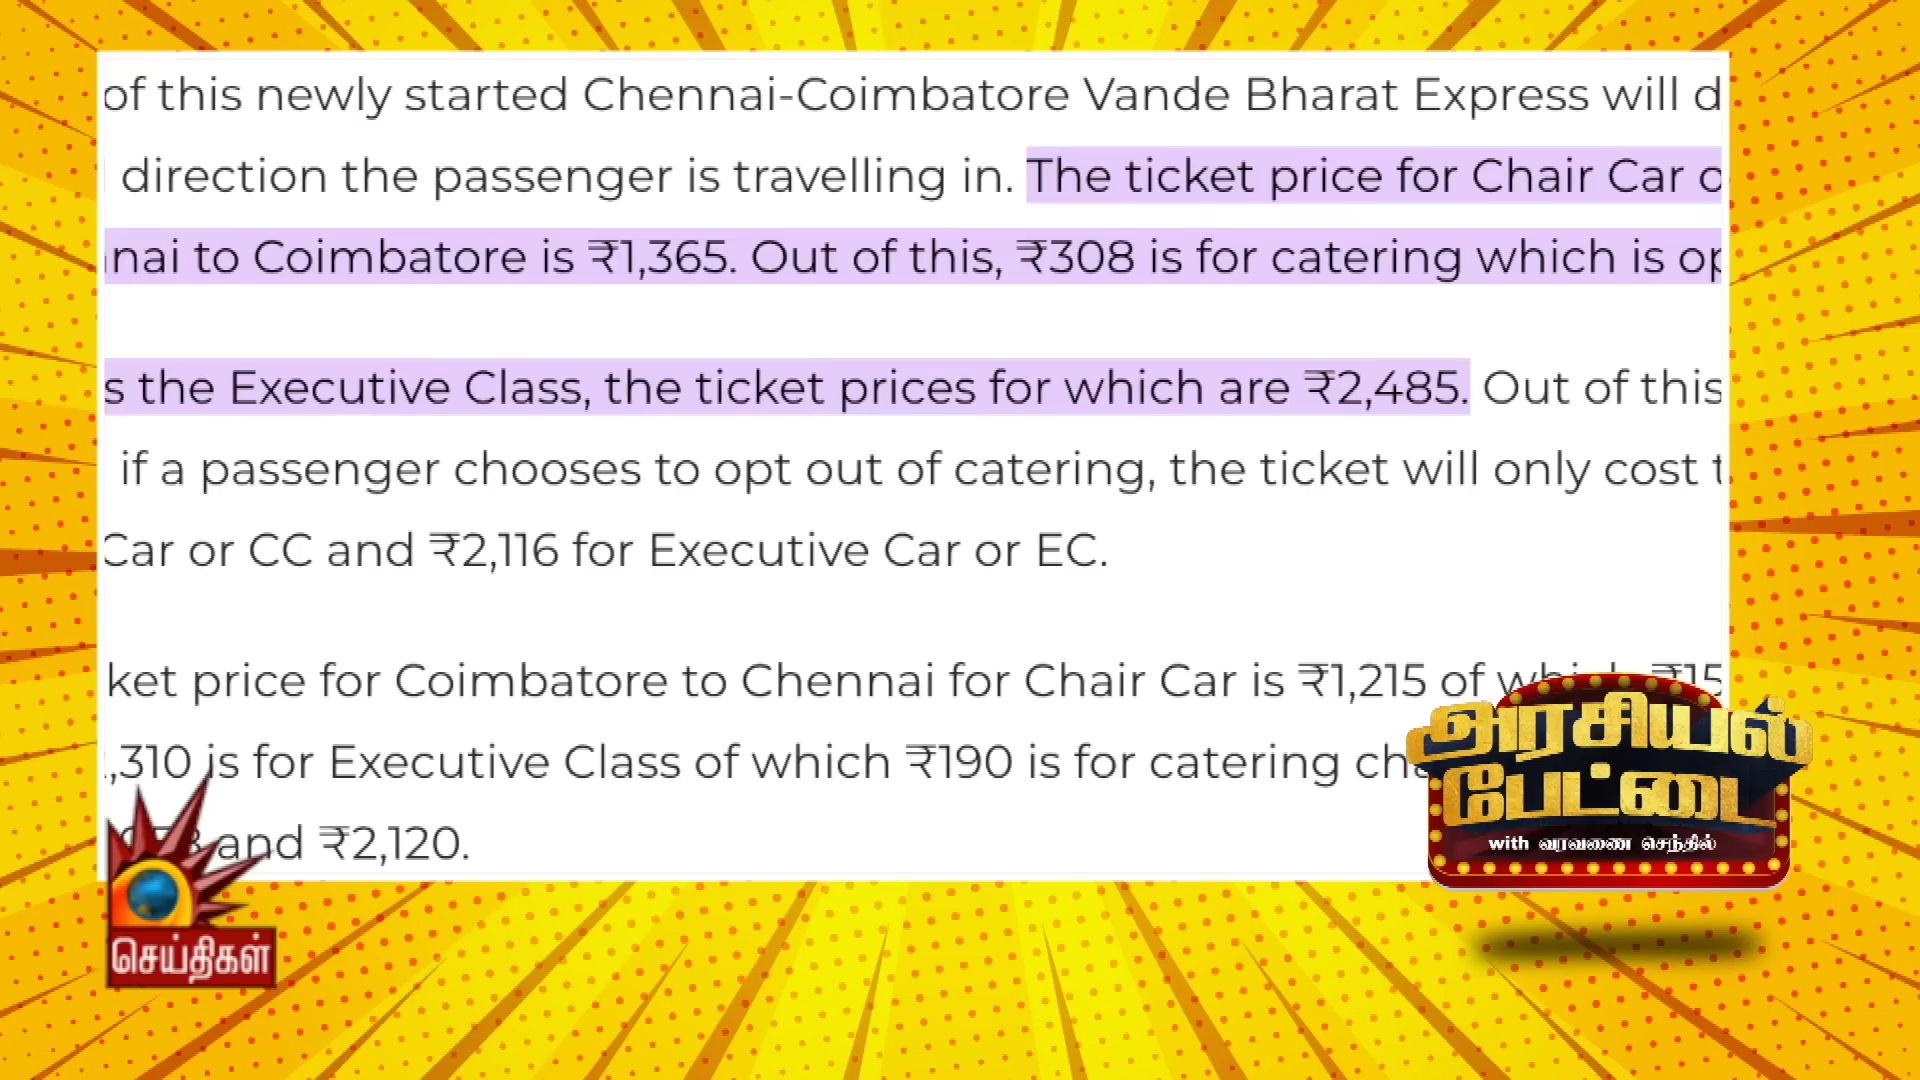 of this newly started Chennai-Coimbatore Vande Bharat Express will
direction the passenger is travelling in. The ticket price for Chair Car
to Coimbatore is ₹1,365. Out of this, ₹308 is for catering which is
the Executive Class, the ticket prices for which are ₹2,485. Out of this
if a passenger chooses to opt out of catering, the ticket will only cost
Car or CC and ₹2,116 for Executive Car or EC.
price for Coimbatore to Chennai for Chair Car is ₹1,215 of which
is for Executive Class of which ₹190 is for catering
and ₹2,120.
அரசியல்
பேட்டை
with வரவணை செந்தில்
செய்திகள்